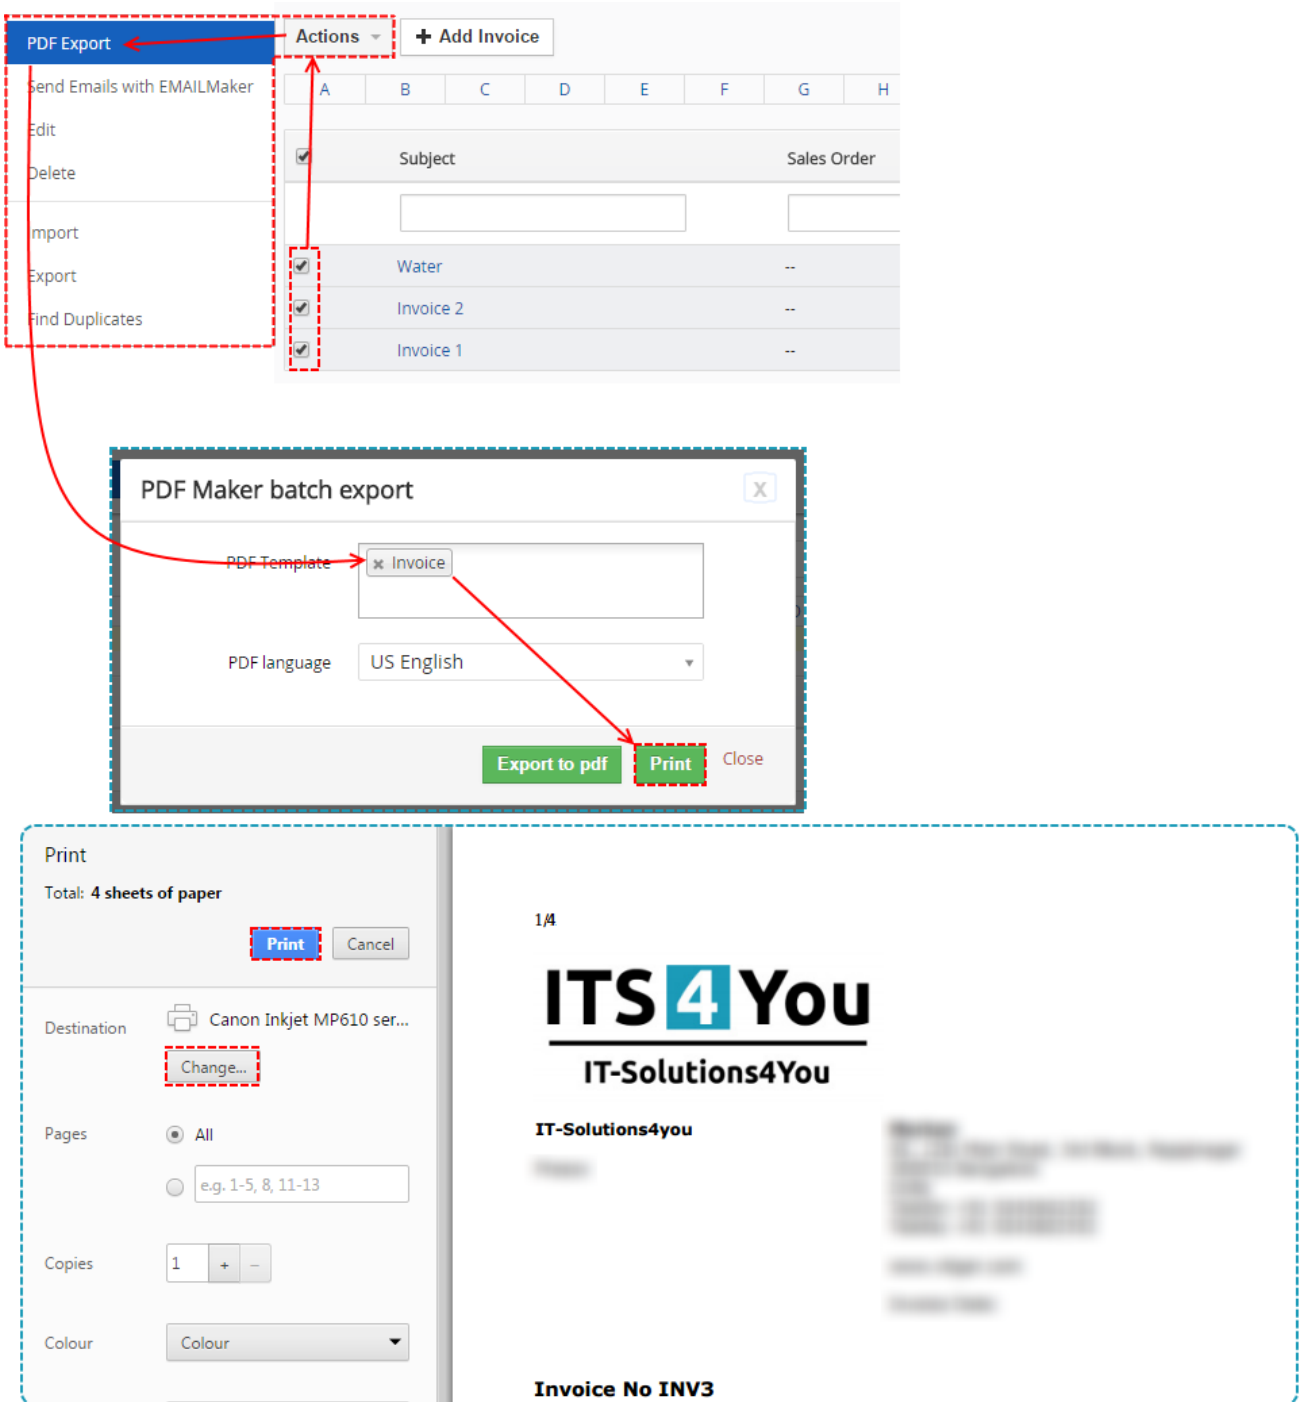 PDF Export
Send Emails with EMAILMaker
Edit
Delete
Import
Export
Find Duplicates
Actions
+ Add Invoice
A B C D E F G H
Subject Sales Order
Water --
Invoice 2 --
Invoice 1 --
PDF Maker batch export X
PDF Template × Invoice
PDF language US English
Export to pdf Print Close
Print
Total: 4 sheets of paper
Print Cancel
Destination Canon Inkjet MP610 ser...
Change...
Pages All
e.g. 1-5, 8, 11-13
Copies 1 + −
Colour Colour
1/4
ITS4You
IT-Solutions4You
IT-Solutions4you
Invoice No INV3